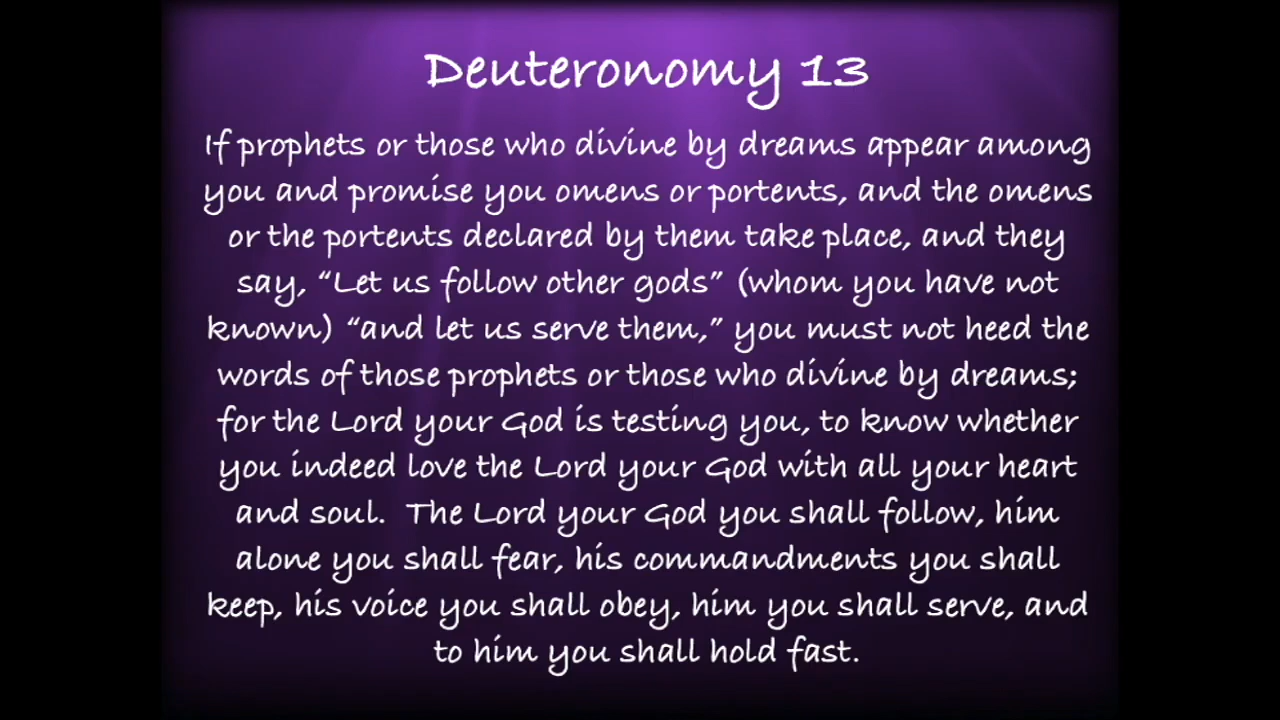 Deuteronomy 13
If prophets or those who divine by dreams appear among
you and promise you omens or portents, and the omens
or the portents declared by them take place, and they
say, “Let us follow other gods” (whom you have not
known) “and let us serve them,” you must not heed the
words of those prophets or those who divine by dreams;
for the Lord your God is testing you, to know whether
you indeed love the Lord your God with all your heart
and soul.  The Lord your God you shall follow, him
alone you shall fear, his commandments you shall
keep, his voice you shall obey, him you shall serve, and
to him you shall hold fast.